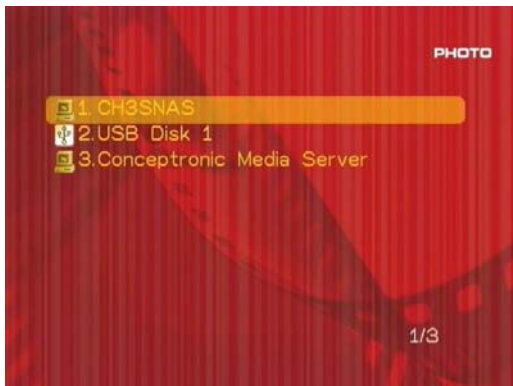 PHOTO
1. CH3SNAS
2.USB Disk 1
3.Conceptronic Media Server
1/3